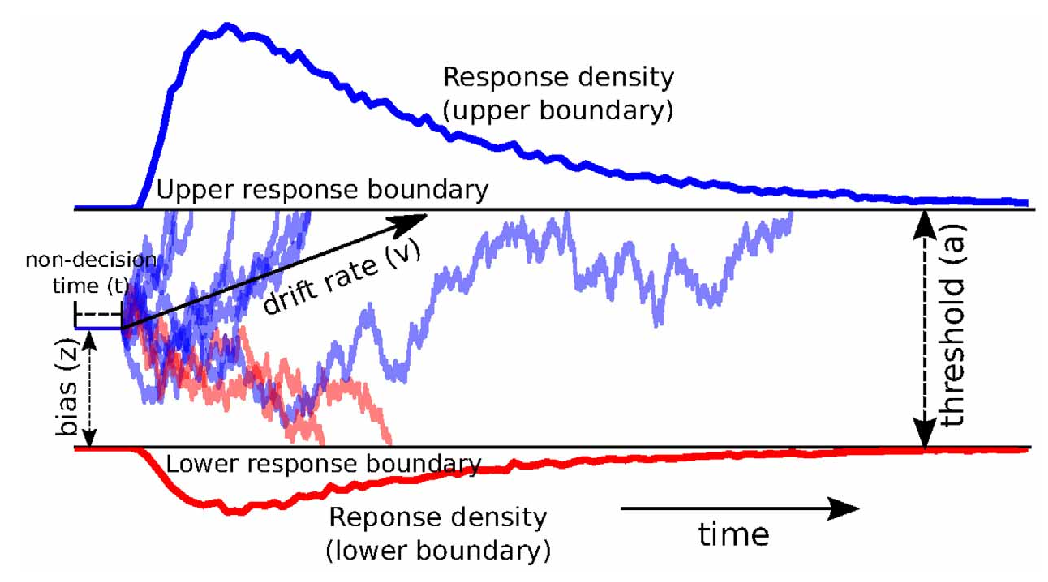 Response density
(upper boundary)
Upper response boundary
non-decision
time (t)
drift rate (v)
bias (z)
threshold (a)
Lower response boundary
Reponse density
(lower boundary)
time